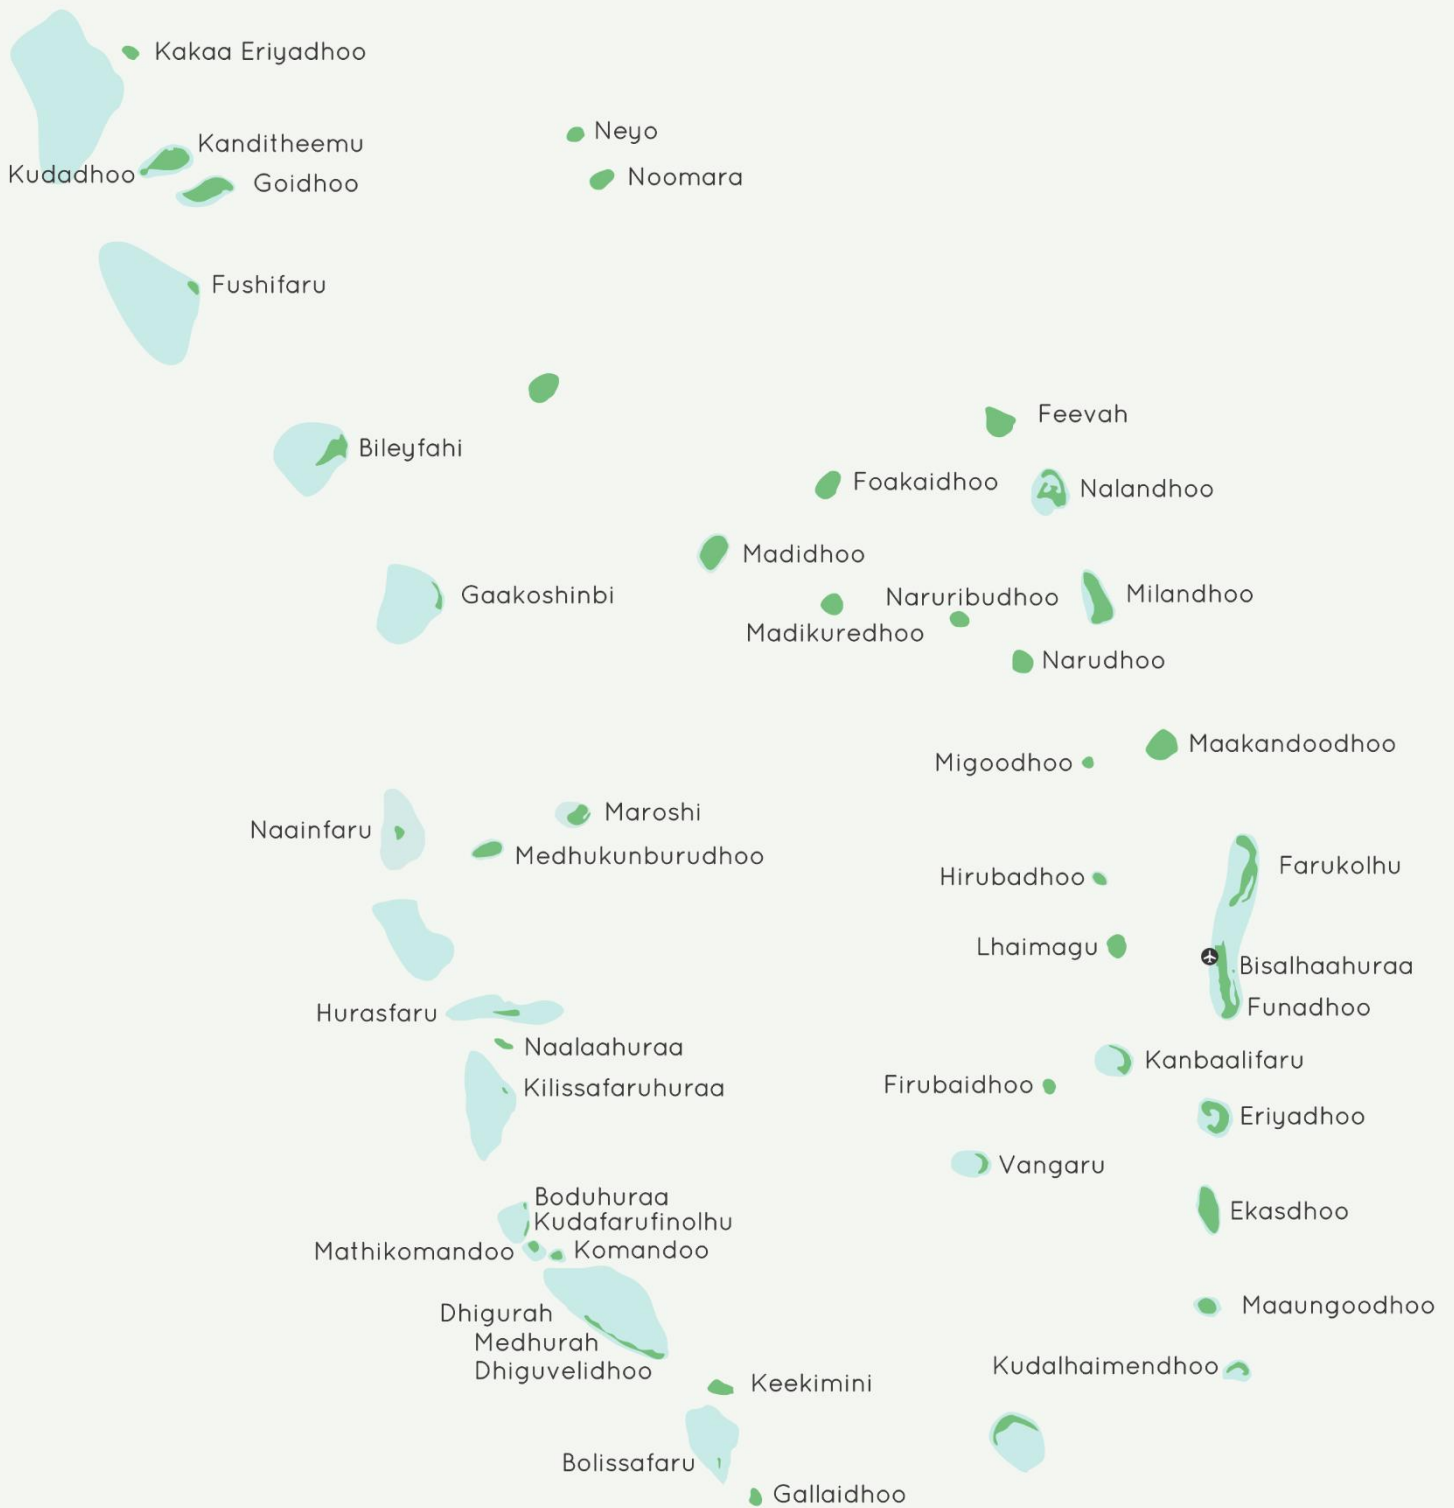 Kakaa Eriyadhoo
Neyo
Kanditheemu
Kudadhoo
Noomara
Goidhoo
Fushifaru
Feevah
Bileyfahi
Foakaidhoo
Nalandhoo
Madidhoo
Gaakoshinbi
Naruribudhoo
Milandhoo
Madikuredhoo
Narudhoo
Maakandoodhoo
Migoodhoo
Maroshi
Naainfaru
Medhukunburudhoo
Farukolhu
Hirubadhoo
Lhaimagu
Bisalhaahuraa
Funadhoo
Hurasfaru
Naalaahuraa
Kanbaalifaru
Firubaidhoo
Kilissafaruhuraa
Eriyadhoo
Vangaru
Boduhuraa
Ekasdhoo
Kudafarufinolhu
Mathikomandoo
Komandoo
Maaungoodhoo
Dhigurah
Medhurah
Kudalhaimendhoo
Dhiguvelidhoo
Keekimini
Bolissafaru
Gallaidhoo